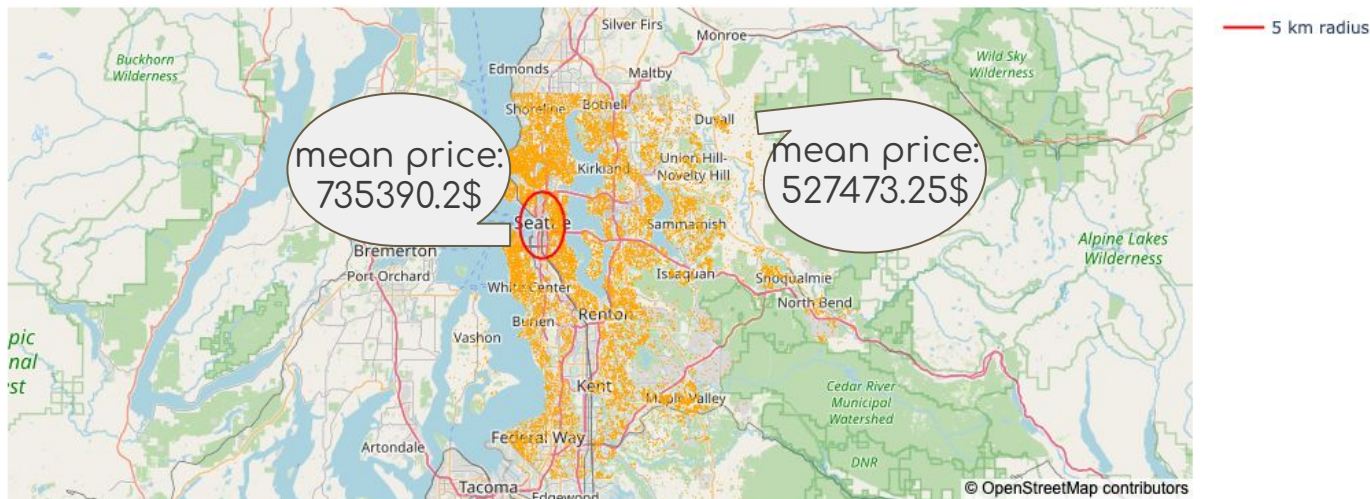 Silver Firs
Monroe
5 km radius
Buckhorn
Wilderness
Edmonds
Maltby
Wild Sky
Wilderness
Shoreline
Bothell
Duvall
mean price:
735390.2$
mean price:
527473.25$
Kirkland
Union Hill-
Novelty Hill
Seattle
Sammamish
Bremerton
Port Orchard
Issaquah
Alpine Lakes
Wilderness
White Center
Snoqualmie
North Bend
Burien
Renton
Vashon
pic
nal
est
Kent
Cedar River
Municipal
Watershed
Maple Valley
Federal Way
Artondale
DNR
Tacoma
Edgewood
© OpenStreetMap contributors